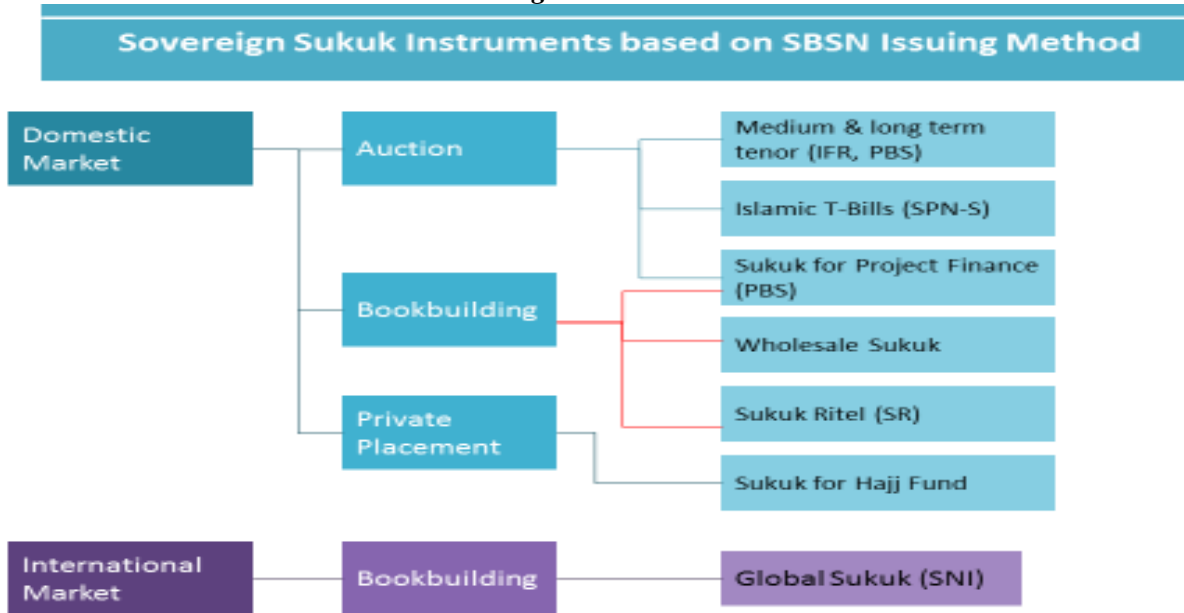 Sovereign Sukuk Instruments based on SBSN Issuing Method
Domestic
Market
Auction
Medium & long term
tenor (IFR, PBS)
Islamic T-Bills (SPN-S)
Sukuk for Project Finance
(PBS)
Bookbuilding
Wholesale Sukuk
Sukuk Ritel (SR)
Private
Placement
Sukuk for Hajj Fund
International
Market
Bookbuilding
Global Sukuk (SNI)